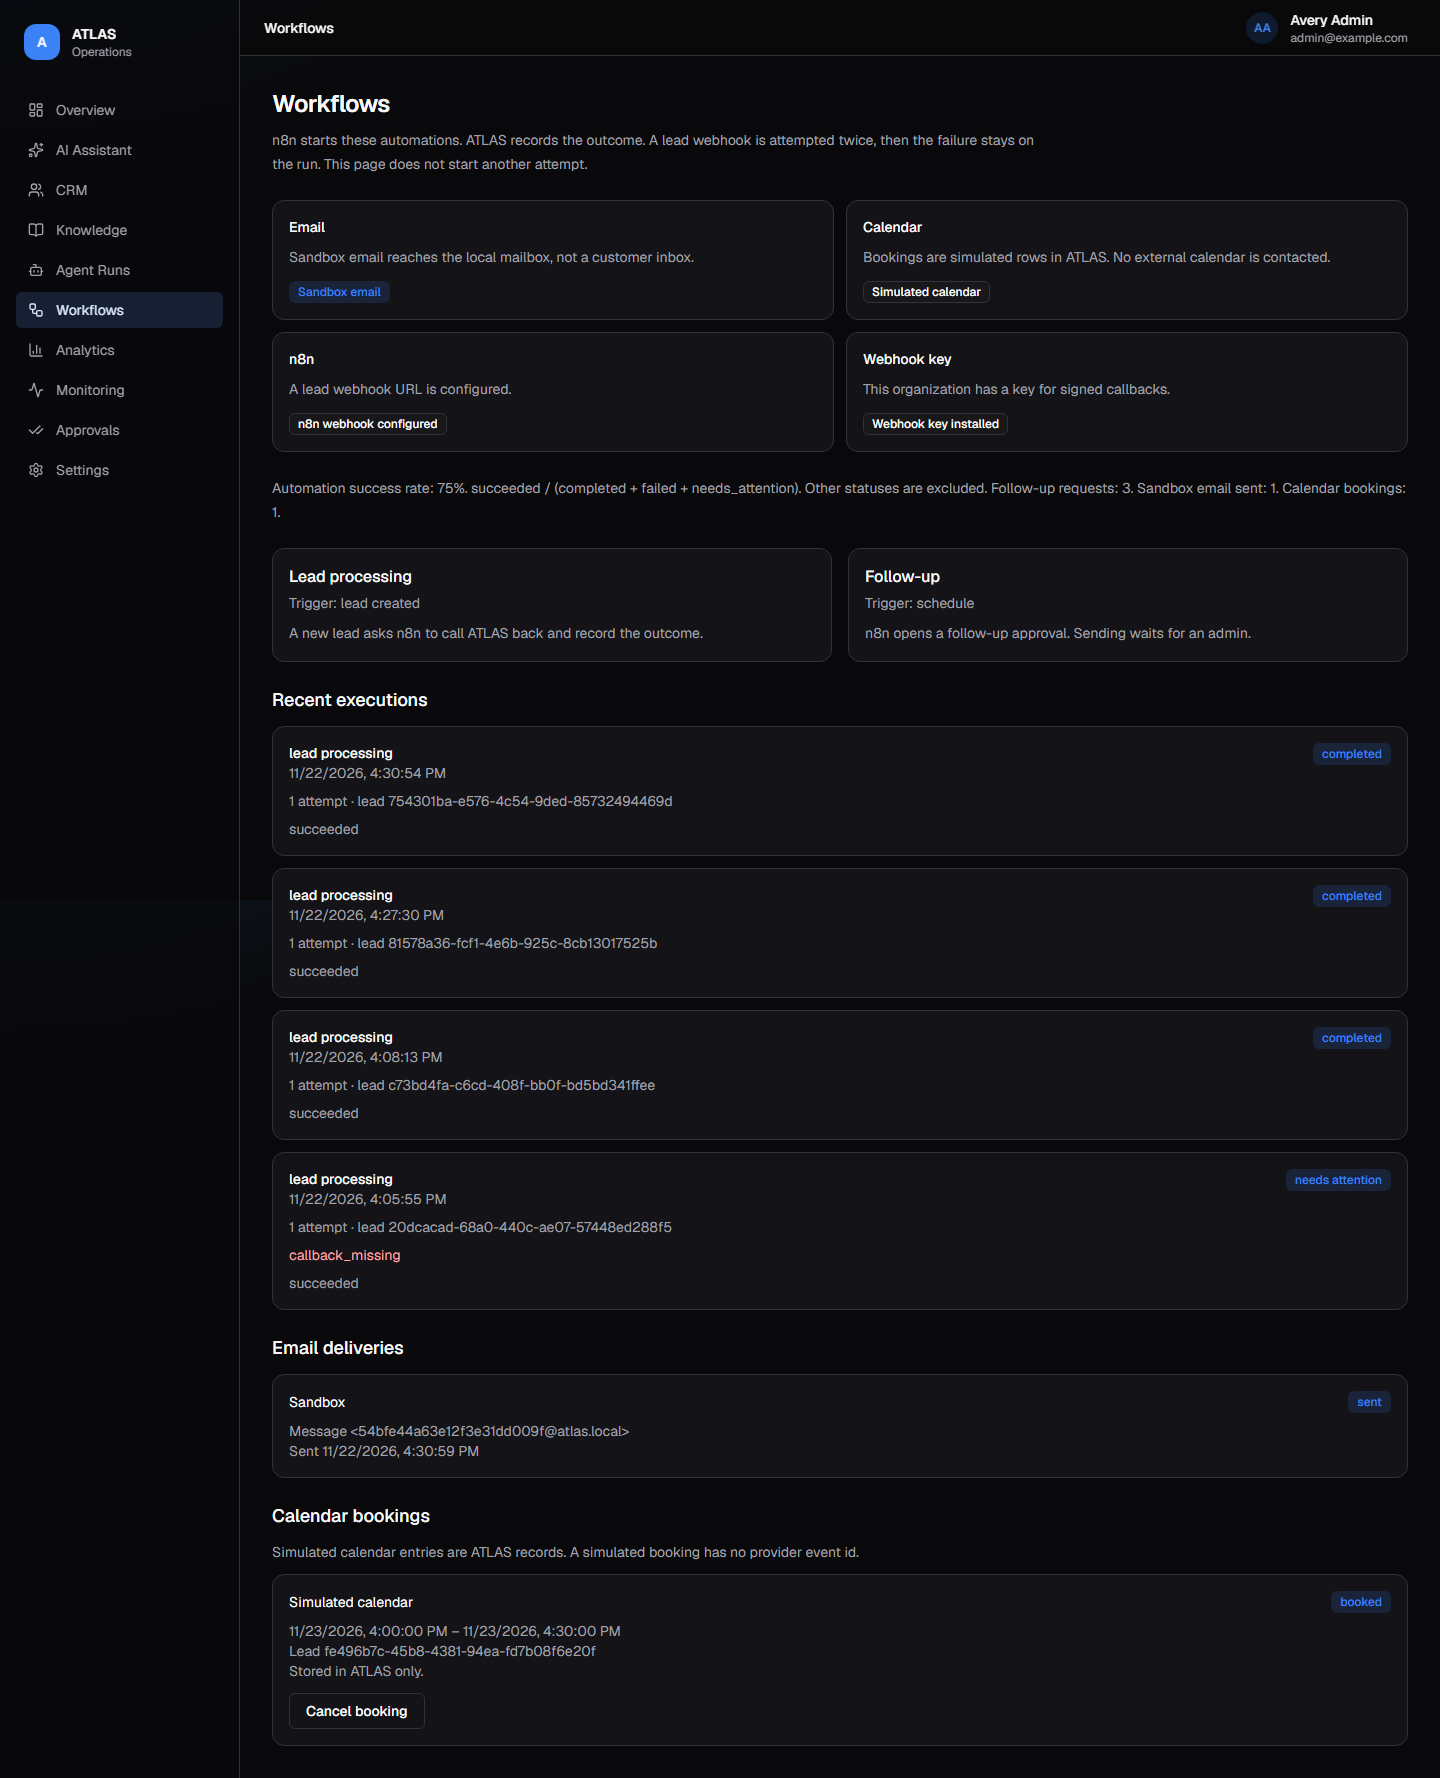 A
ATLAS
Operations
Overview
AI Assistant
CRM
Knowledge
Agent Runs
Workflows
Analytics
Monitoring
Approvals
Settings
Workflows
AA
Avery Admin
admin@example.com
Workflows
n8n starts these automations. ATLAS records the outcome. A lead webhook is attempted twice, then the failure stays on
the run. This page does not start another attempt.
Email
Sandbox email reaches the local mailbox, not a customer inbox.
Sandbox email
Calendar
Bookings are simulated rows in ATLAS. No external calendar is contacted.
Simulated calendar
n8n
A lead webhook URL is configured.
n8n webhook configured
Webhook key
This organization has a key for signed callbacks.
Webhook key installed
Automation success rate: 75%. succeeded / (completed + failed + needs_attention). Other statuses are excluded. Follow-up requests: 3. Sandbox email sent: 1. Calendar bookings:
1.
Lead processing
Trigger: lead created
A new lead asks n8n to call ATLAS back and record the outcome.
Follow-up
Trigger: schedule
n8n opens a follow-up approval. Sending waits for an admin.
Recent executions
lead processing
completed
11/22/2026, 4:30:54 PM
1 attempt · lead 754301ba-e576-4c54-9ded-85732494469d
succeeded
lead processing
completed
11/22/2026, 4:27:30 PM
1 attempt · lead 81578a36-fcf1-4e6b-925c-8cb13017525b
succeeded
lead processing
completed
11/22/2026, 4:08:13 PM
1 attempt · lead c73bd4fa-c6cd-408f-bb0f-bd5bd341ffee
succeeded
lead processing
needs attention
11/22/2026, 4:05:55 PM
1 attempt · lead 20dcacad-68a0-440c-ae07-57448ed288f5
callback_missing
succeeded
Email deliveries
Sandbox
sent
Message <54bfe44a63e12f3e31dd009f@atlas.local>
Sent 11/22/2026, 4:30:59 PM
Calendar bookings
Simulated calendar entries are ATLAS records. A simulated booking has no provider event id.
Simulated calendar
booked
11/23/2026, 4:00:00 PM – 11/23/2026, 4:30:00 PM
Lead fe496b7c-45b8-4381-94ea-fd7b08f6e20f
Stored in ATLAS only.
Cancel booking